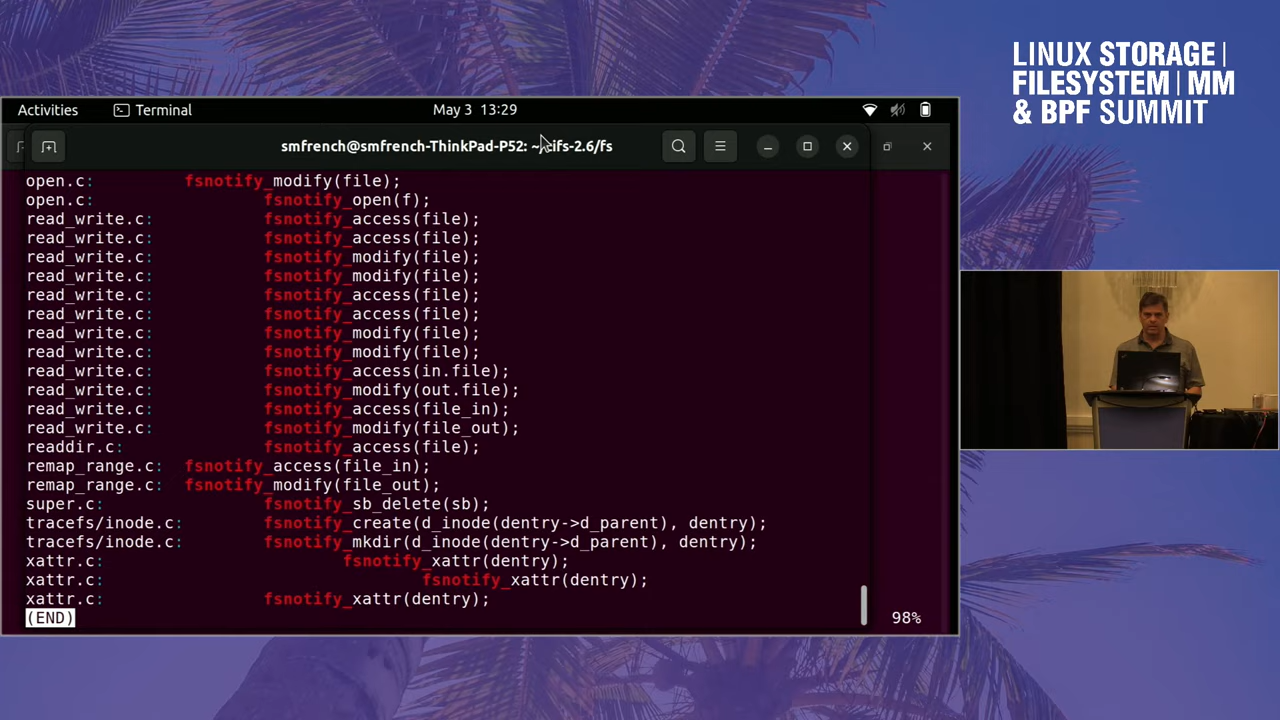 LINUX STORAGE |
FILESYSTEM | MM
& BPF SUMMIT
Activities Terminal May 3 13:29
smfrench@smfrench-ThinkPad-P52: ~/cifs-2.6/fs
open.c: fsnotify_modify(file);
open.c: fsnotify_open(f);
read_write.c: fsnotify_access(file);
read_write.c: fsnotify_access(file);
read_write.c: fsnotify_modify(file);
read_write.c: fsnotify_modify(file);
read_write.c: fsnotify_access(file);
read_write.c: fsnotify_access(file);
read_write.c: fsnotify_modify(file);
read_write.c: fsnotify_modify(file);
read_write.c: fsnotify_access(in.file);
read_write.c: fsnotify_modify(out.file);
read_write.c: fsnotify_access(file_in);
read_write.c: fsnotify_modify(file_out);
readdir.c: fsnotify_access(file);
remap_range.c: fsnotify_access(file_in);
remap_range.c: fsnotify_modify(file_out);
super.c: fsnotify_sb_delete(sb);
tracefs/inode.c: fsnotify_create(d_inode(dentry->d_parent), dentry);
tracefs/inode.c: fsnotify_mkdir(d_inode(dentry->d_parent), dentry);
xattr.c: fsnotify_xattr(dentry);
xattr.c: fsnotify_xattr(dentry);
xattr.c: fsnotify_xattr(dentry);
(END) 98%